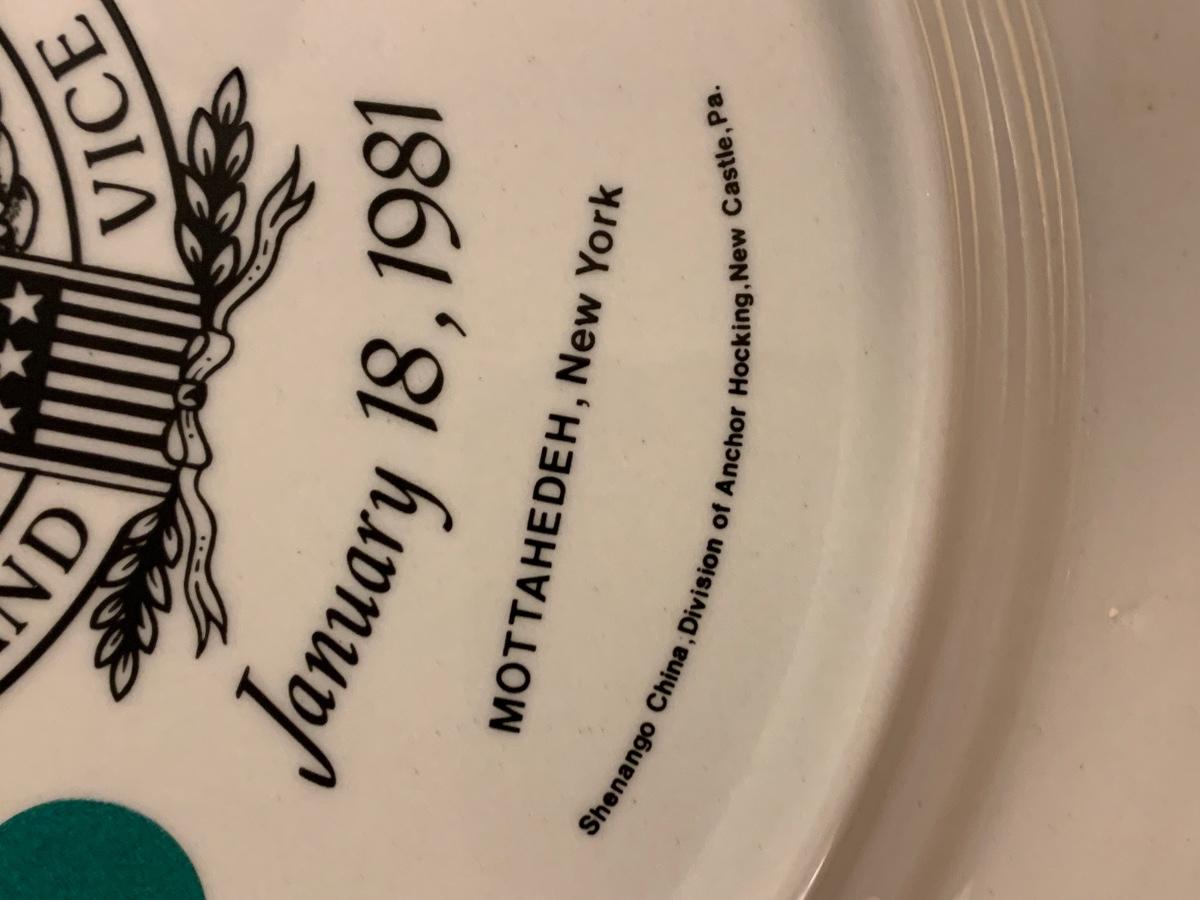 VICE
AND
January 18, 1981
MOTTAHEDEH, New York
Shenango China, Division of Anchor Hocking, New Castle, Pa.